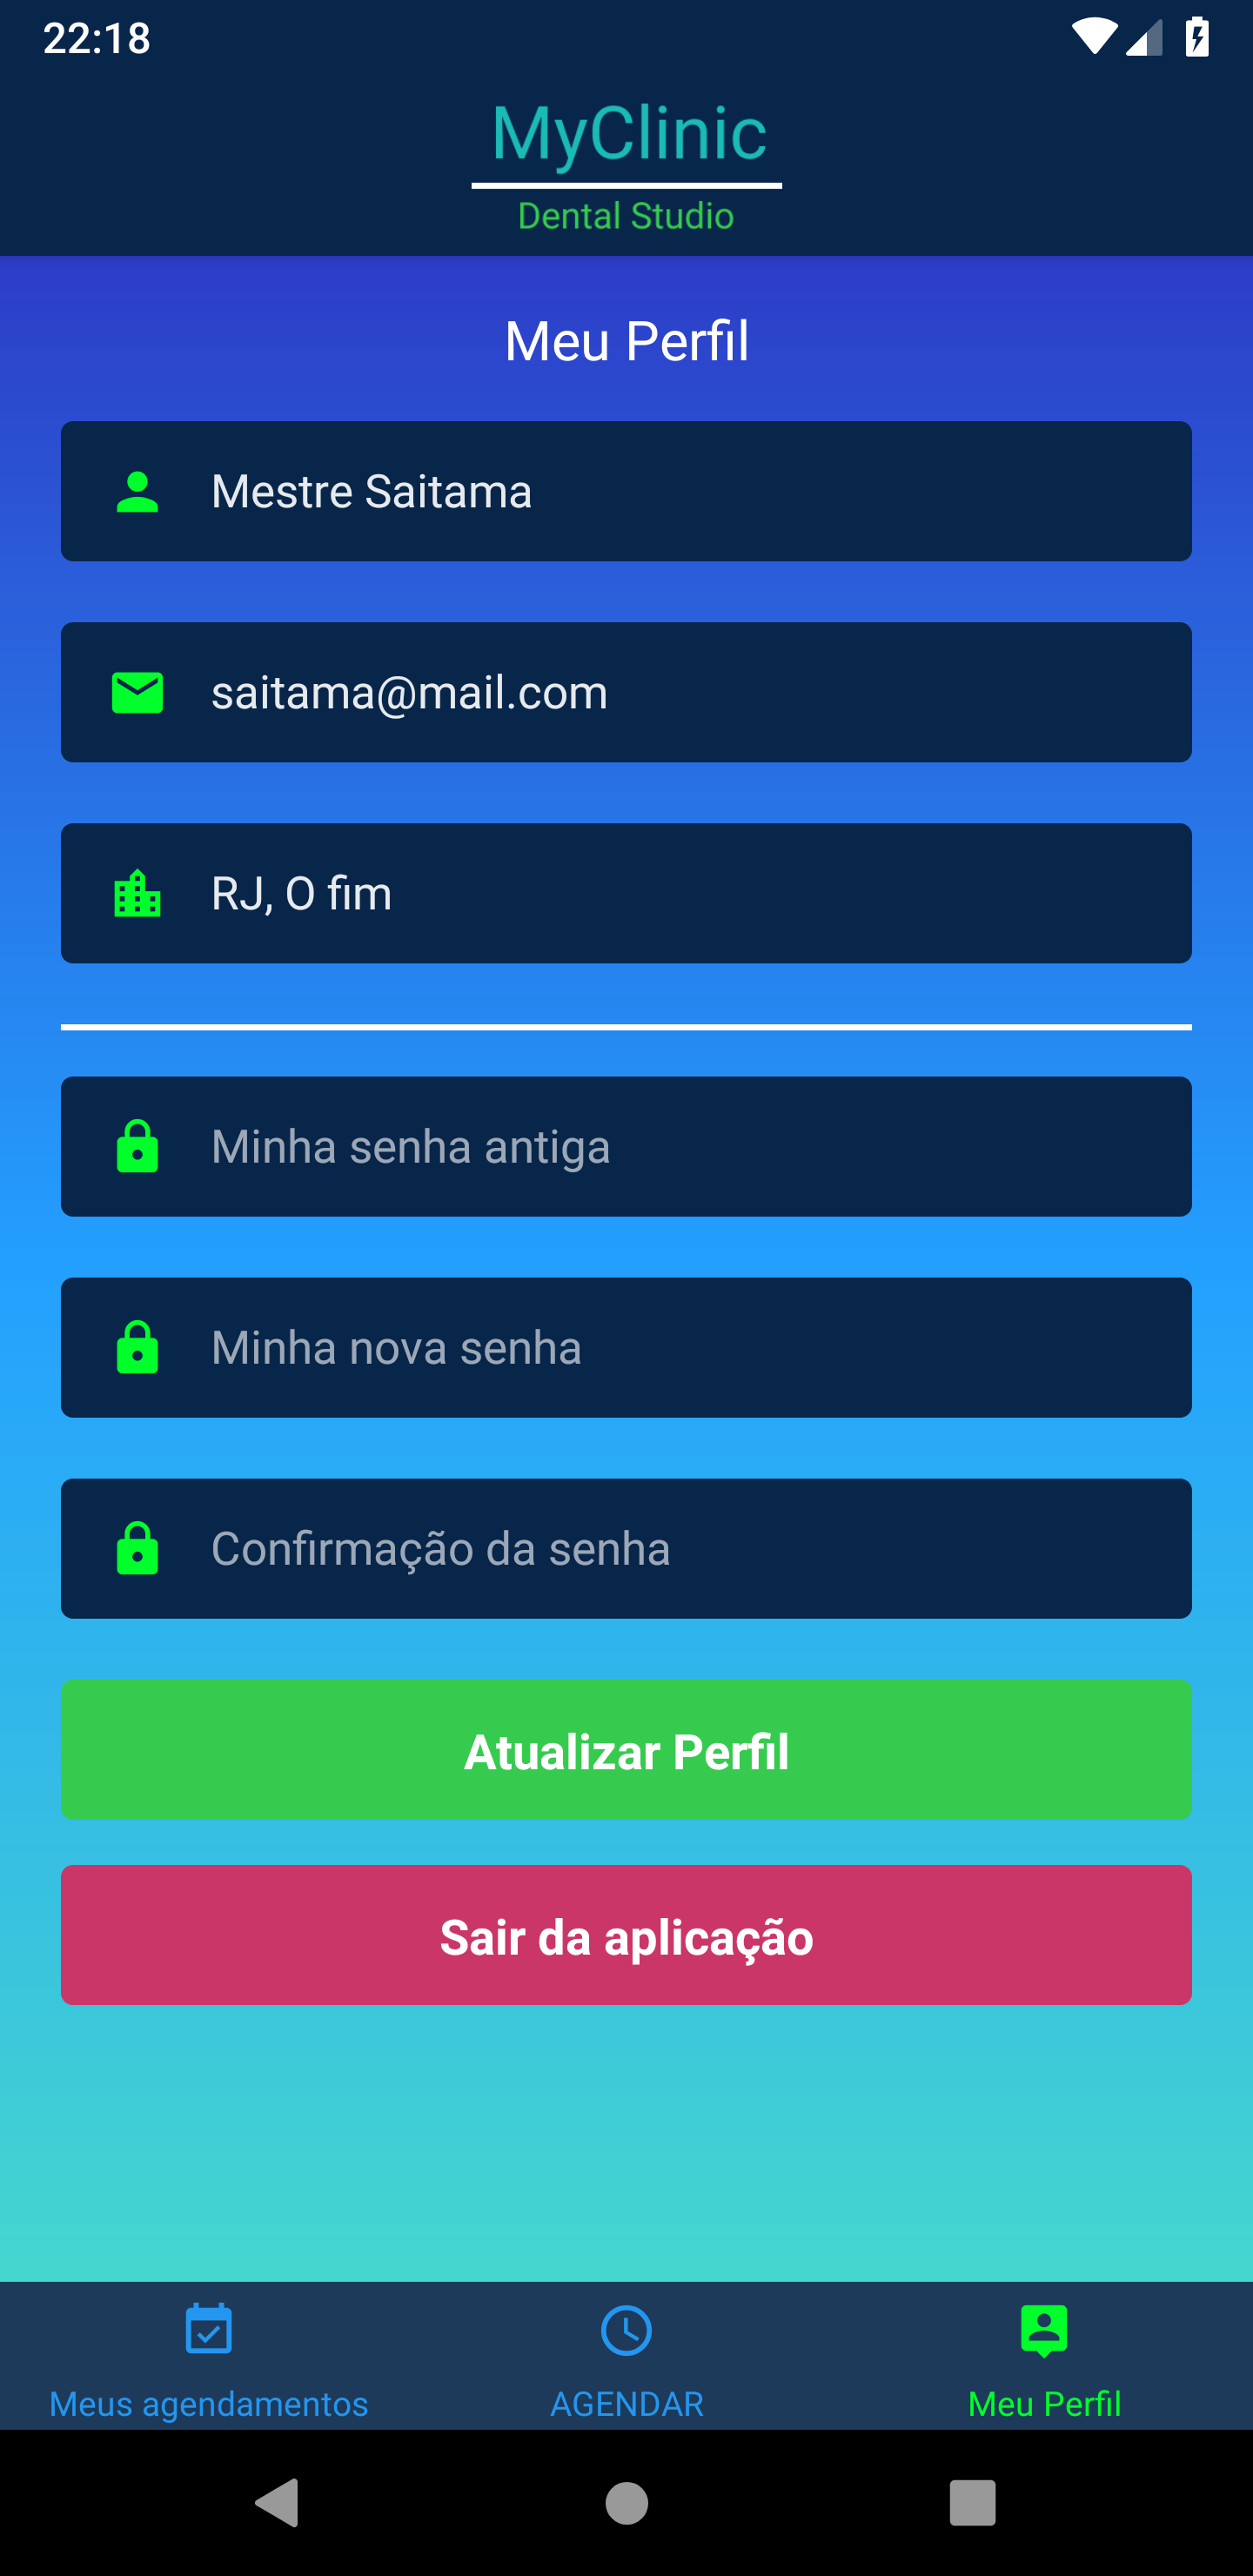 22:18
MyClinic
Dental Studio
Meu Perfil
Mestre Saitama
saitama@mail.com
RJ, O fim
Minha senha antiga
Minha nova senha
Confirmação da senha
Atualizar Perfil
Sair da aplicação
Meus agendamentos
AGENDAR
Meu Perfil